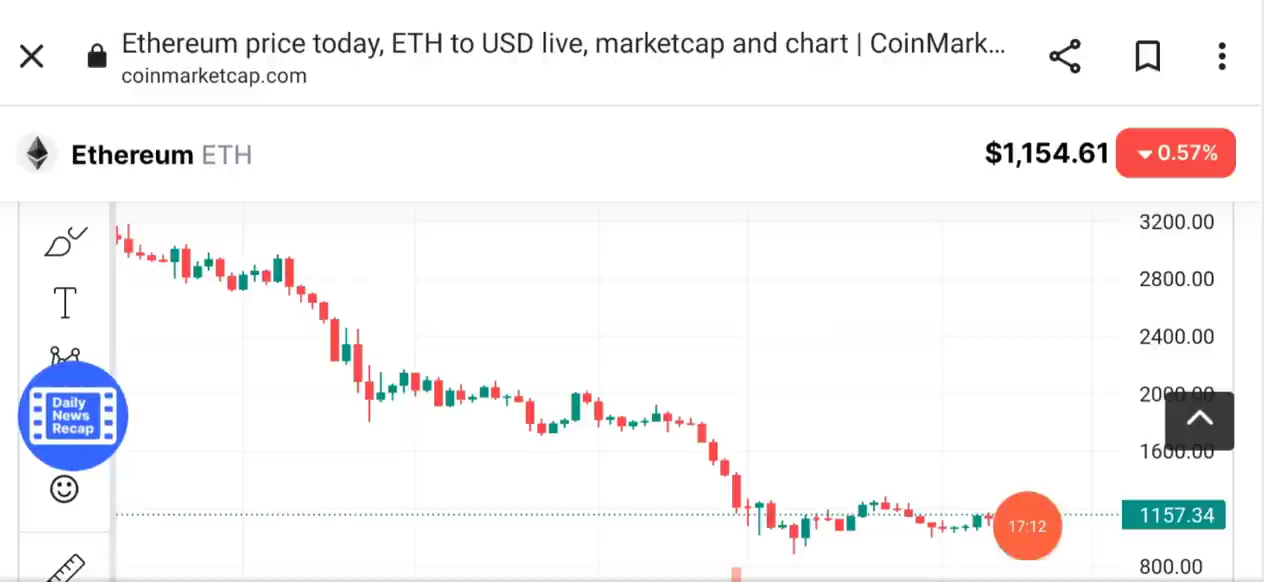 Ethereum price today, ETH to USD live, marketcap and chart | CoinMark...
coinmarketcap.com
Ethereum ETH
$1,154.61
0.57%
3200.00
2800.00
2400.00
2000.00
1600.00
1157.34
800.00
Daily
News
Recap
17:12